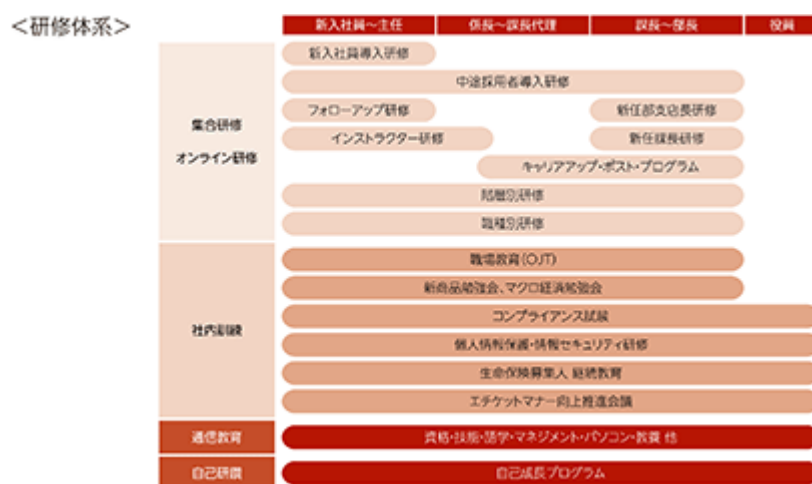 <研修体系>
新入社員～主任
係長～課長代理
課長～部長
役員
集合研修
オンライン研修
新入社員導入研修
中途採用者導入研修
フォローアップ研修
新任部支店長研修
インストラクター研修
新任課長研修
キャリアアップ・ポスト・プログラム
階層別研修
職種別研修
社内訓練
職場教育(OJT)
新商品勉強会、マクロ経済勉強会
コンプライアンス試験
個人情報保護・情報セキュリティ研修
生命保険募集人 継続教育
エチケットマナー向上推進会議
通信教育
資格・技能・語学・マネジメント・パソコン・教養 他
自己研鑽
自己成長プログラム